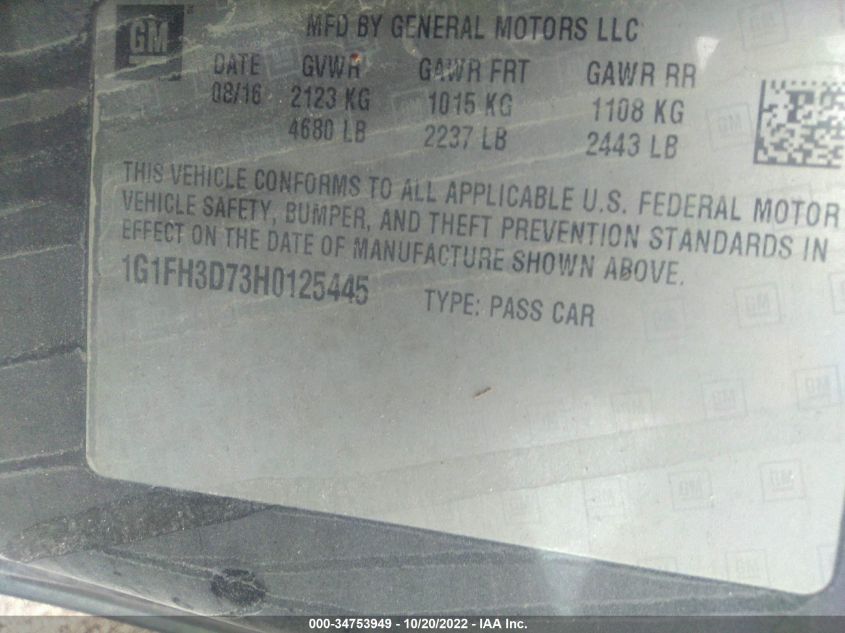 GM
MFD BY GENERAL MOTORS LLC
DATE GVWR GAWR FRT GAWR RR
08/16 2123 KG 1015 KG 1108 KG
4680 LB 2237 LB 2443 LB
THIS VEHICLE CONFORMS TO ALL APPLICABLE U.S. FEDERAL MOTOR
VEHICLE SAFETY, BUMPER, AND THEFT PREVENTION STANDARDS IN
EFFECT ON THE DATE OF MANUFACTURE SHOWN ABOVE.
1G1FH3D73H0125445 TYPE: PASS CAR
000-34753949 - 10/20/2022 - IAA Inc.